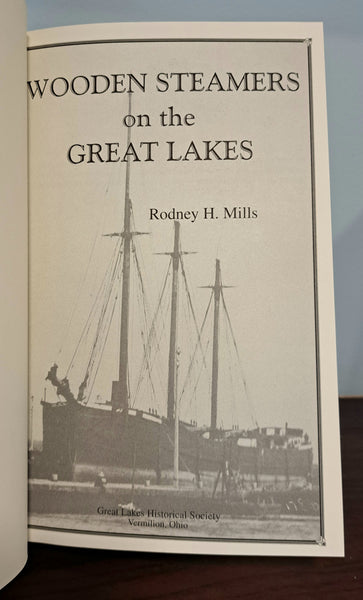 WOODEN STEAMERS
on the
GREAT LAKES
Rodney H. Mills
Great Lakes Historical Society
Vermilion, Ohio